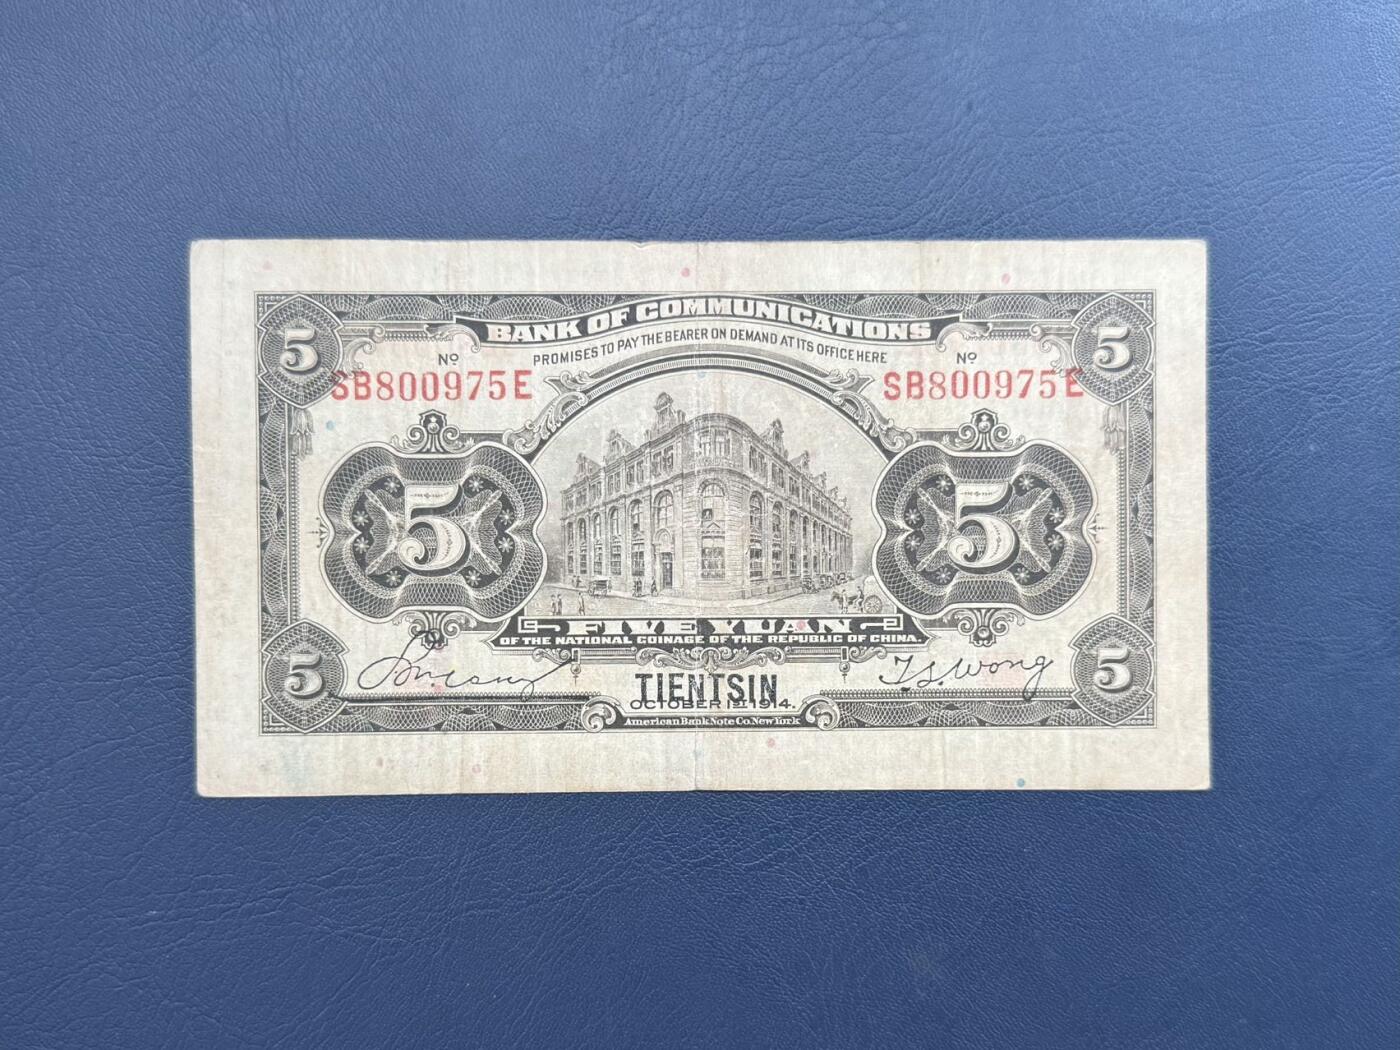 5 BANK OF COMMUNICATIONS 5
PROMISES TO PAY THE BEARER ON DEMAND AT ITS OFFICE HERE
Nº Nº
SB800975E SB800975E
5 5
FIVE YUAN
OF THE NATIONAL COINAGE OF THE REPUBLIC OF CHINA.
5 T.S. Wong 5
TIENTSIN
OCTOBER 1ST 1914.
American Bank Note Co. New York